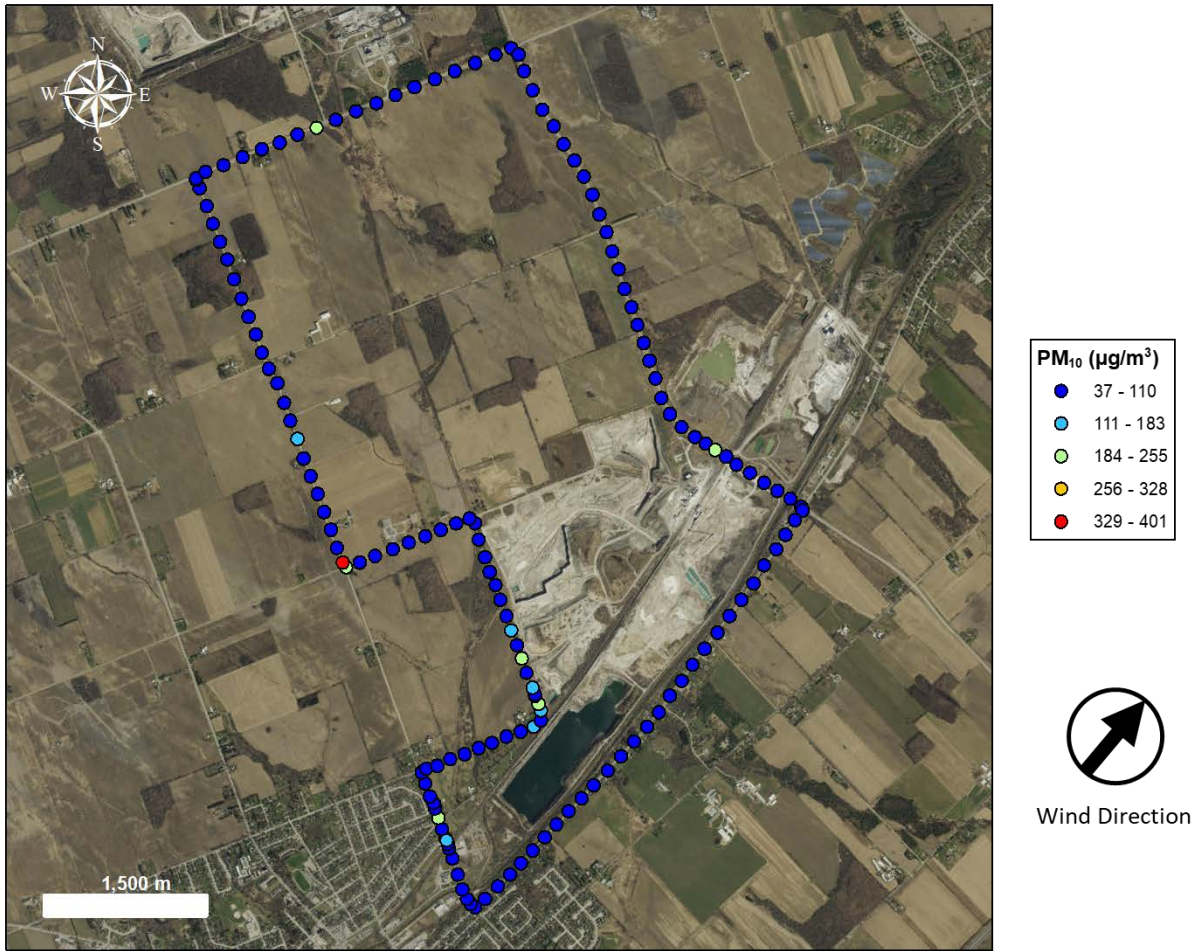 N
W E
S
PM₁₀ (µg/m³)
37 - 110
111 - 183
184 - 255
256 - 328
329 - 401
Wind Direction
1,500 m